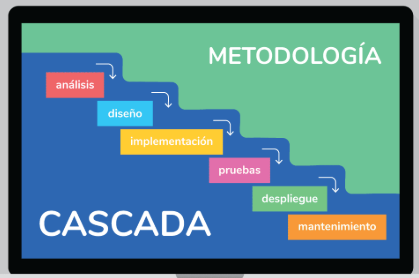 METODOLOGÍA
análisis
diseño
implementación
pruebas
despliegue
mantenimiento
CASCADA